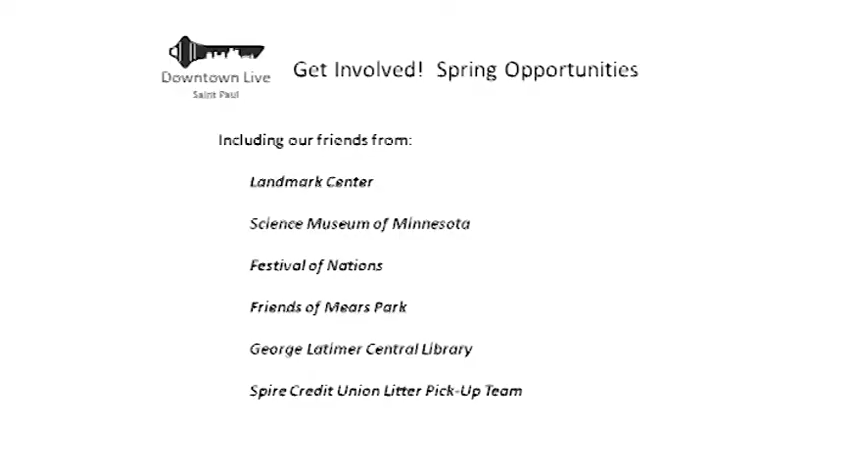 Downtown Live
Saint Paul
Get Involved! Spring Opportunities
Including our friends from:
Landmark Center
Science Museum of Minnesota
Festival of Nations
Friends of Mears Park
George Latimer Central Library
Spire Credit Union Litter Pick-Up Team